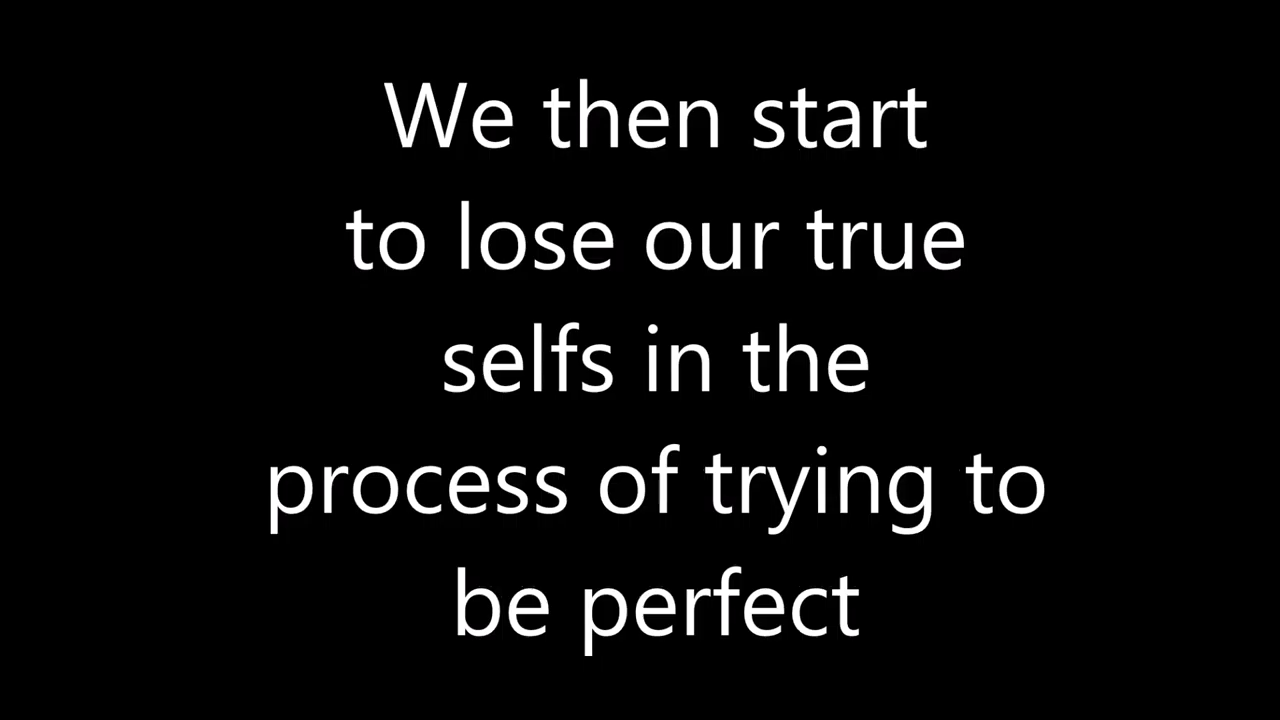 We then start
to lose our true
selfs in the
process of trying to
be perfect